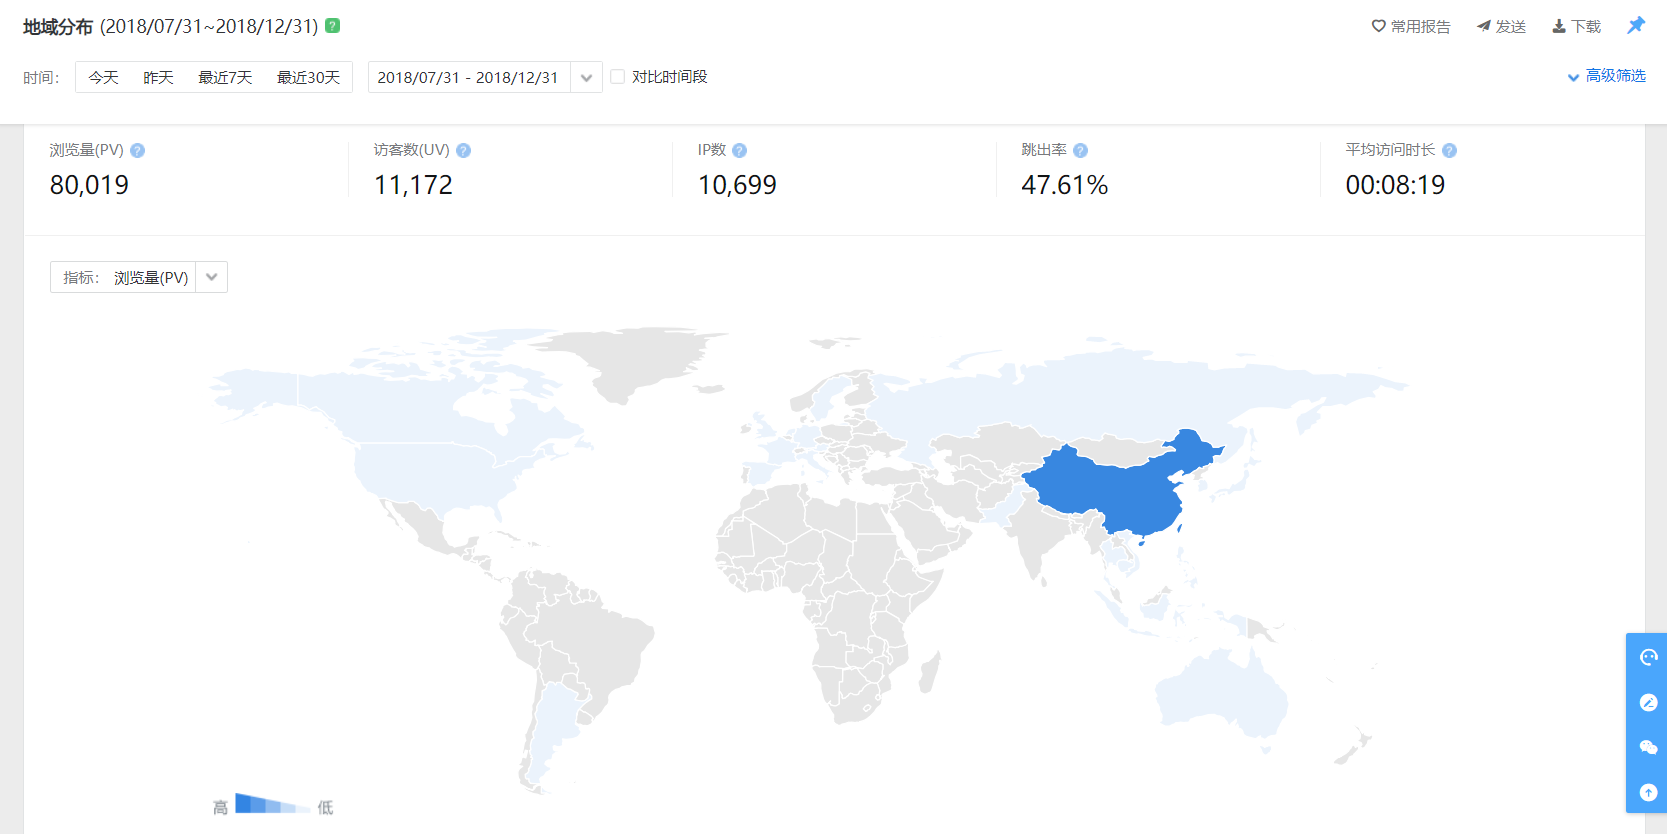 地域分布 (2018/07/31~2018/12/31) ?
常用报告 发送 下载
时间： 今天 昨天 最近7天 最近30天 2018/07/31 - 2018/12/31 对比时间段
高级筛选
浏览量(PV) ? 访客数(UV) ? IP数 ? 跳出率 ? 平均访问时长 ?
80,019 11,172 10,699 47.61% 00:08:19
指标： 浏览量(PV)
高 低